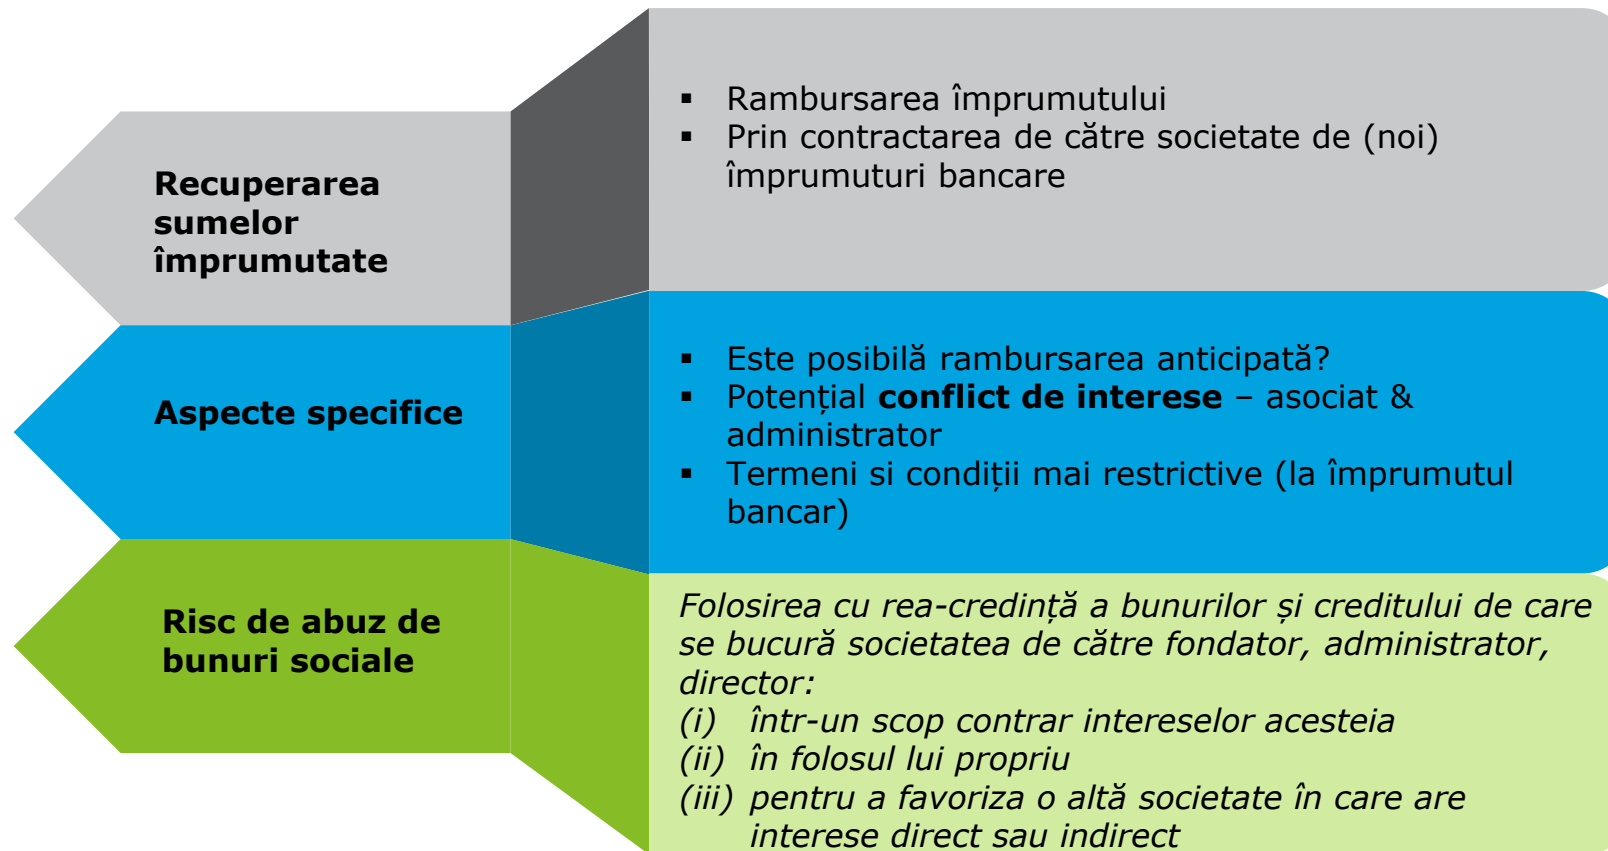 Recuperarea
sumelor
împrumutate
▪ Rambursarea împrumutului
▪ Prin contractarea de către societate de (noi)
împrumuturi bancare
Aspecte specifice
▪ Este posibilă rambursarea anticipată?
▪ Potențial conflict de interese – asociat &
administrator
▪ Termeni si condiții mai restrictive (la împrumutul
bancar)
Risc de abuz de
bunuri sociale
Folosirea cu rea-credință a bunurilor și creditului de care
se bucură societatea de către fondator, administrator,
director:
(i) într-un scop contrar intereselor acesteia
(ii) în folosul lui propriu
(iii) pentru a favoriza o altă societate în care are
interese direct sau indirect